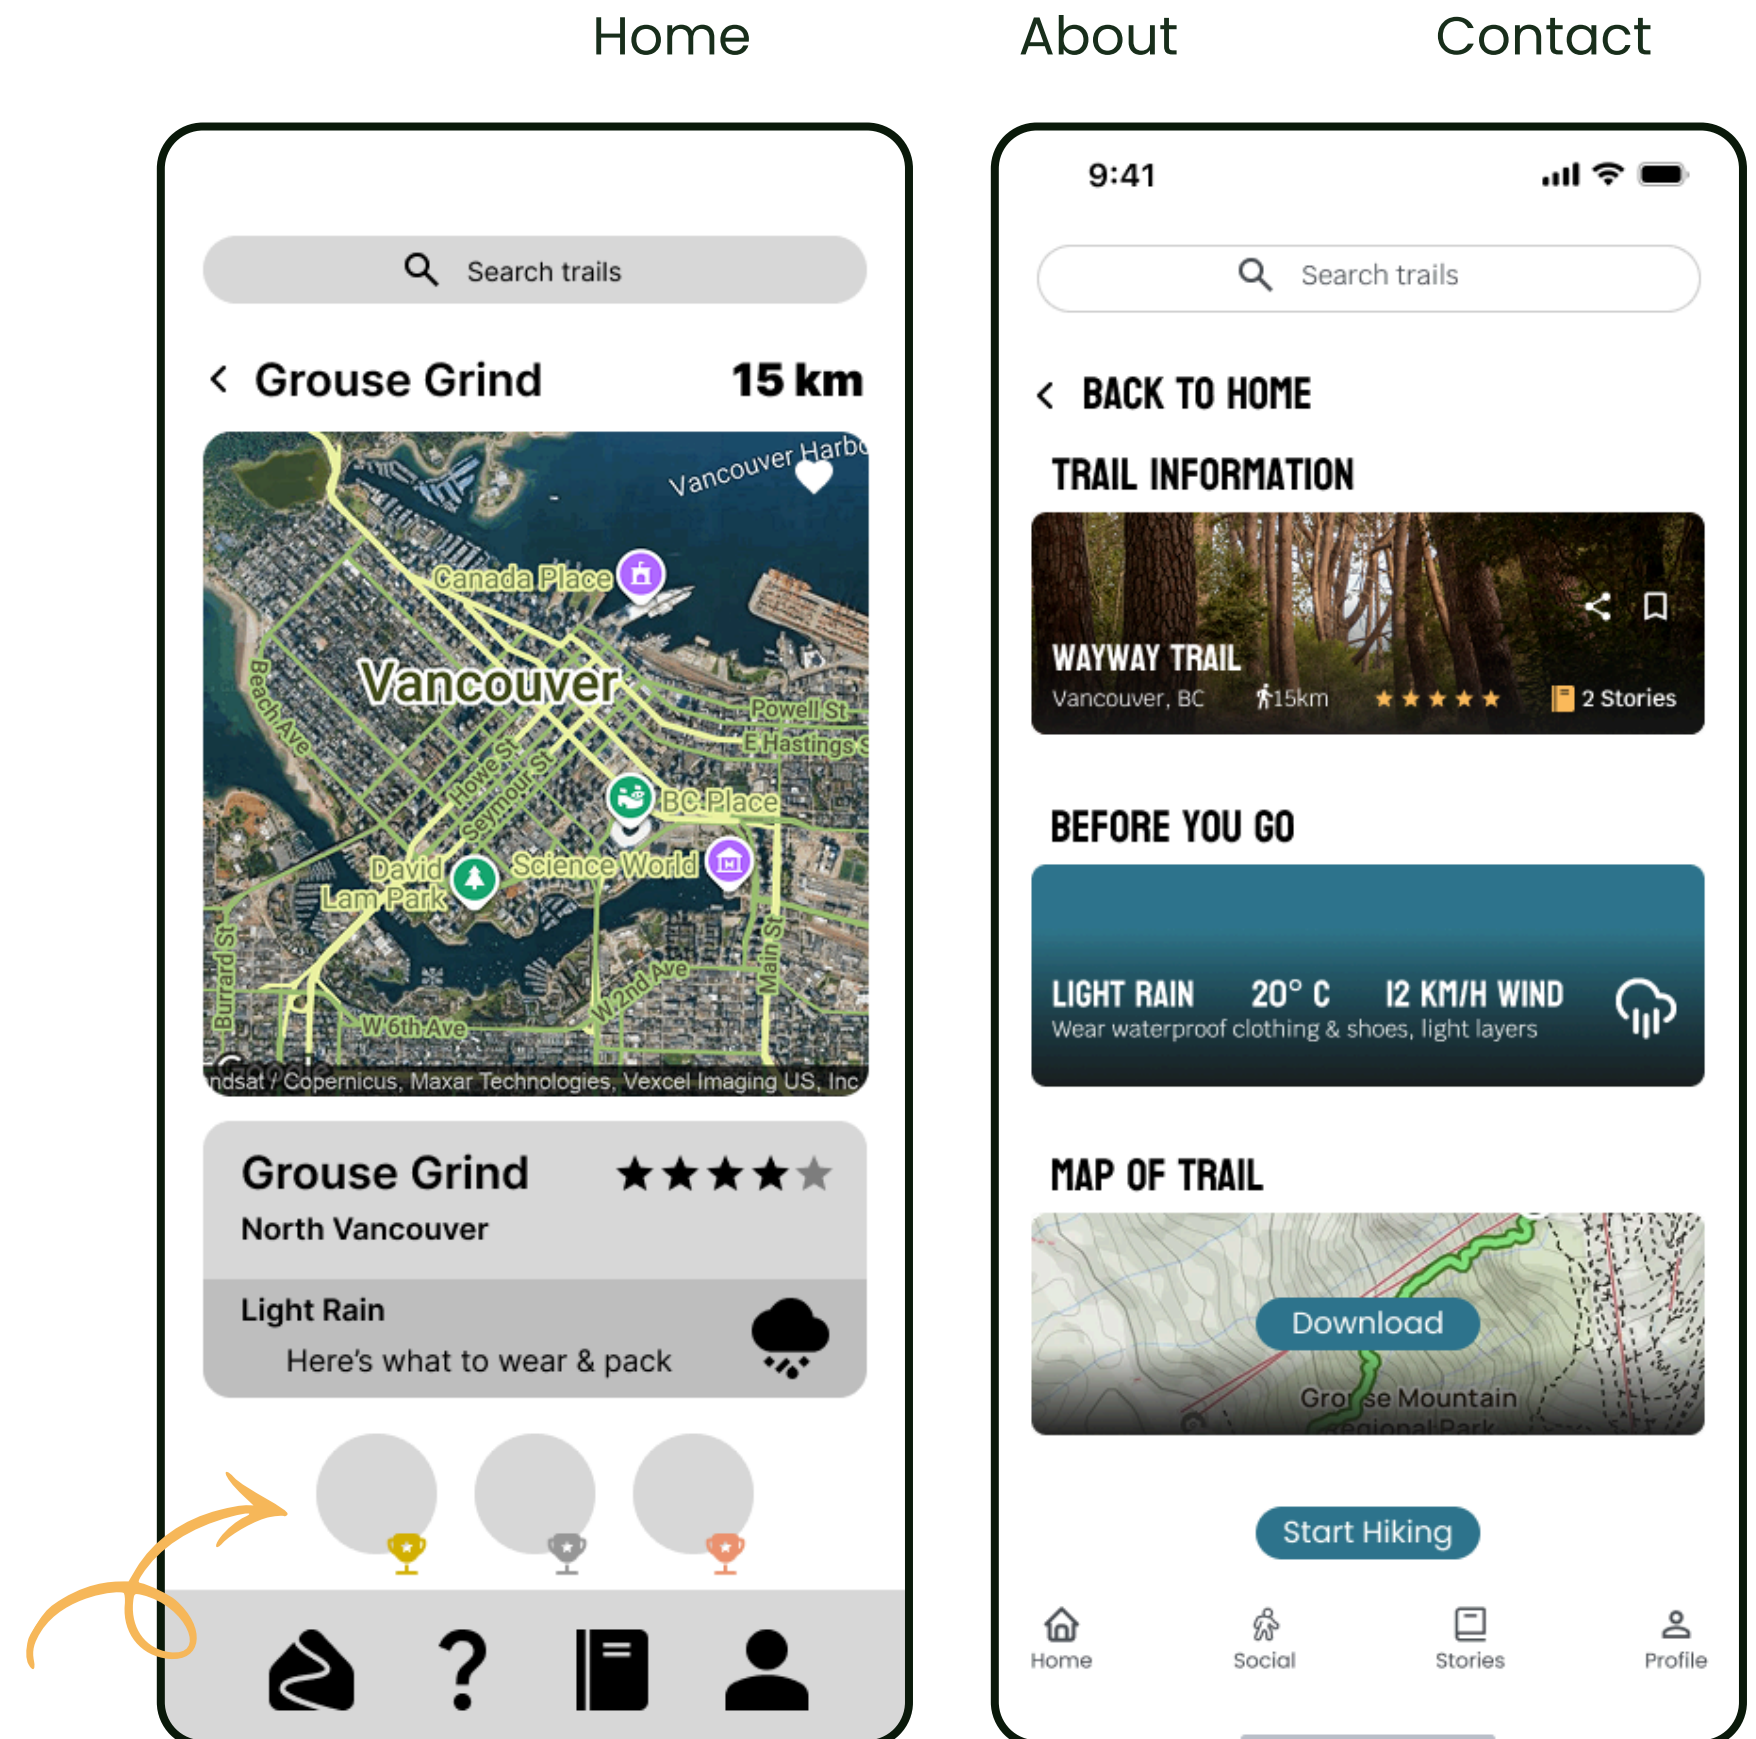 Home About Contact
Search trails
Grouse Grind 15 km
Vancouver Harbo
Canada Place
Vancouver
Beach Ave
Powell St
E Hastings S
Howe St
Seymour St
BC Place
David
Lam Park
Science World
Burrard St
Main St
W 2nd Ave
W 6th Ave
Google
ndsat / Copernicus, Maxar Technologies, Vexcel Imaging US, Inc
Grouse Grind
North Vancouver
Light Rain
Here's what to wear & pack
9:41
Search trails
BACK TO HOME
TRAIL INFORMATION
WAYWAY TRAIL
Vancouver, BC 15km 2 Stories
BEFORE YOU GO
LIGHT RAIN 20° C 12 KM/H WIND
Wear waterproof clothing & shoes, light layers
MAP OF TRAIL
Download
Grouse Mountain
Regional Park
Start Hiking
Home Social Stories Profile